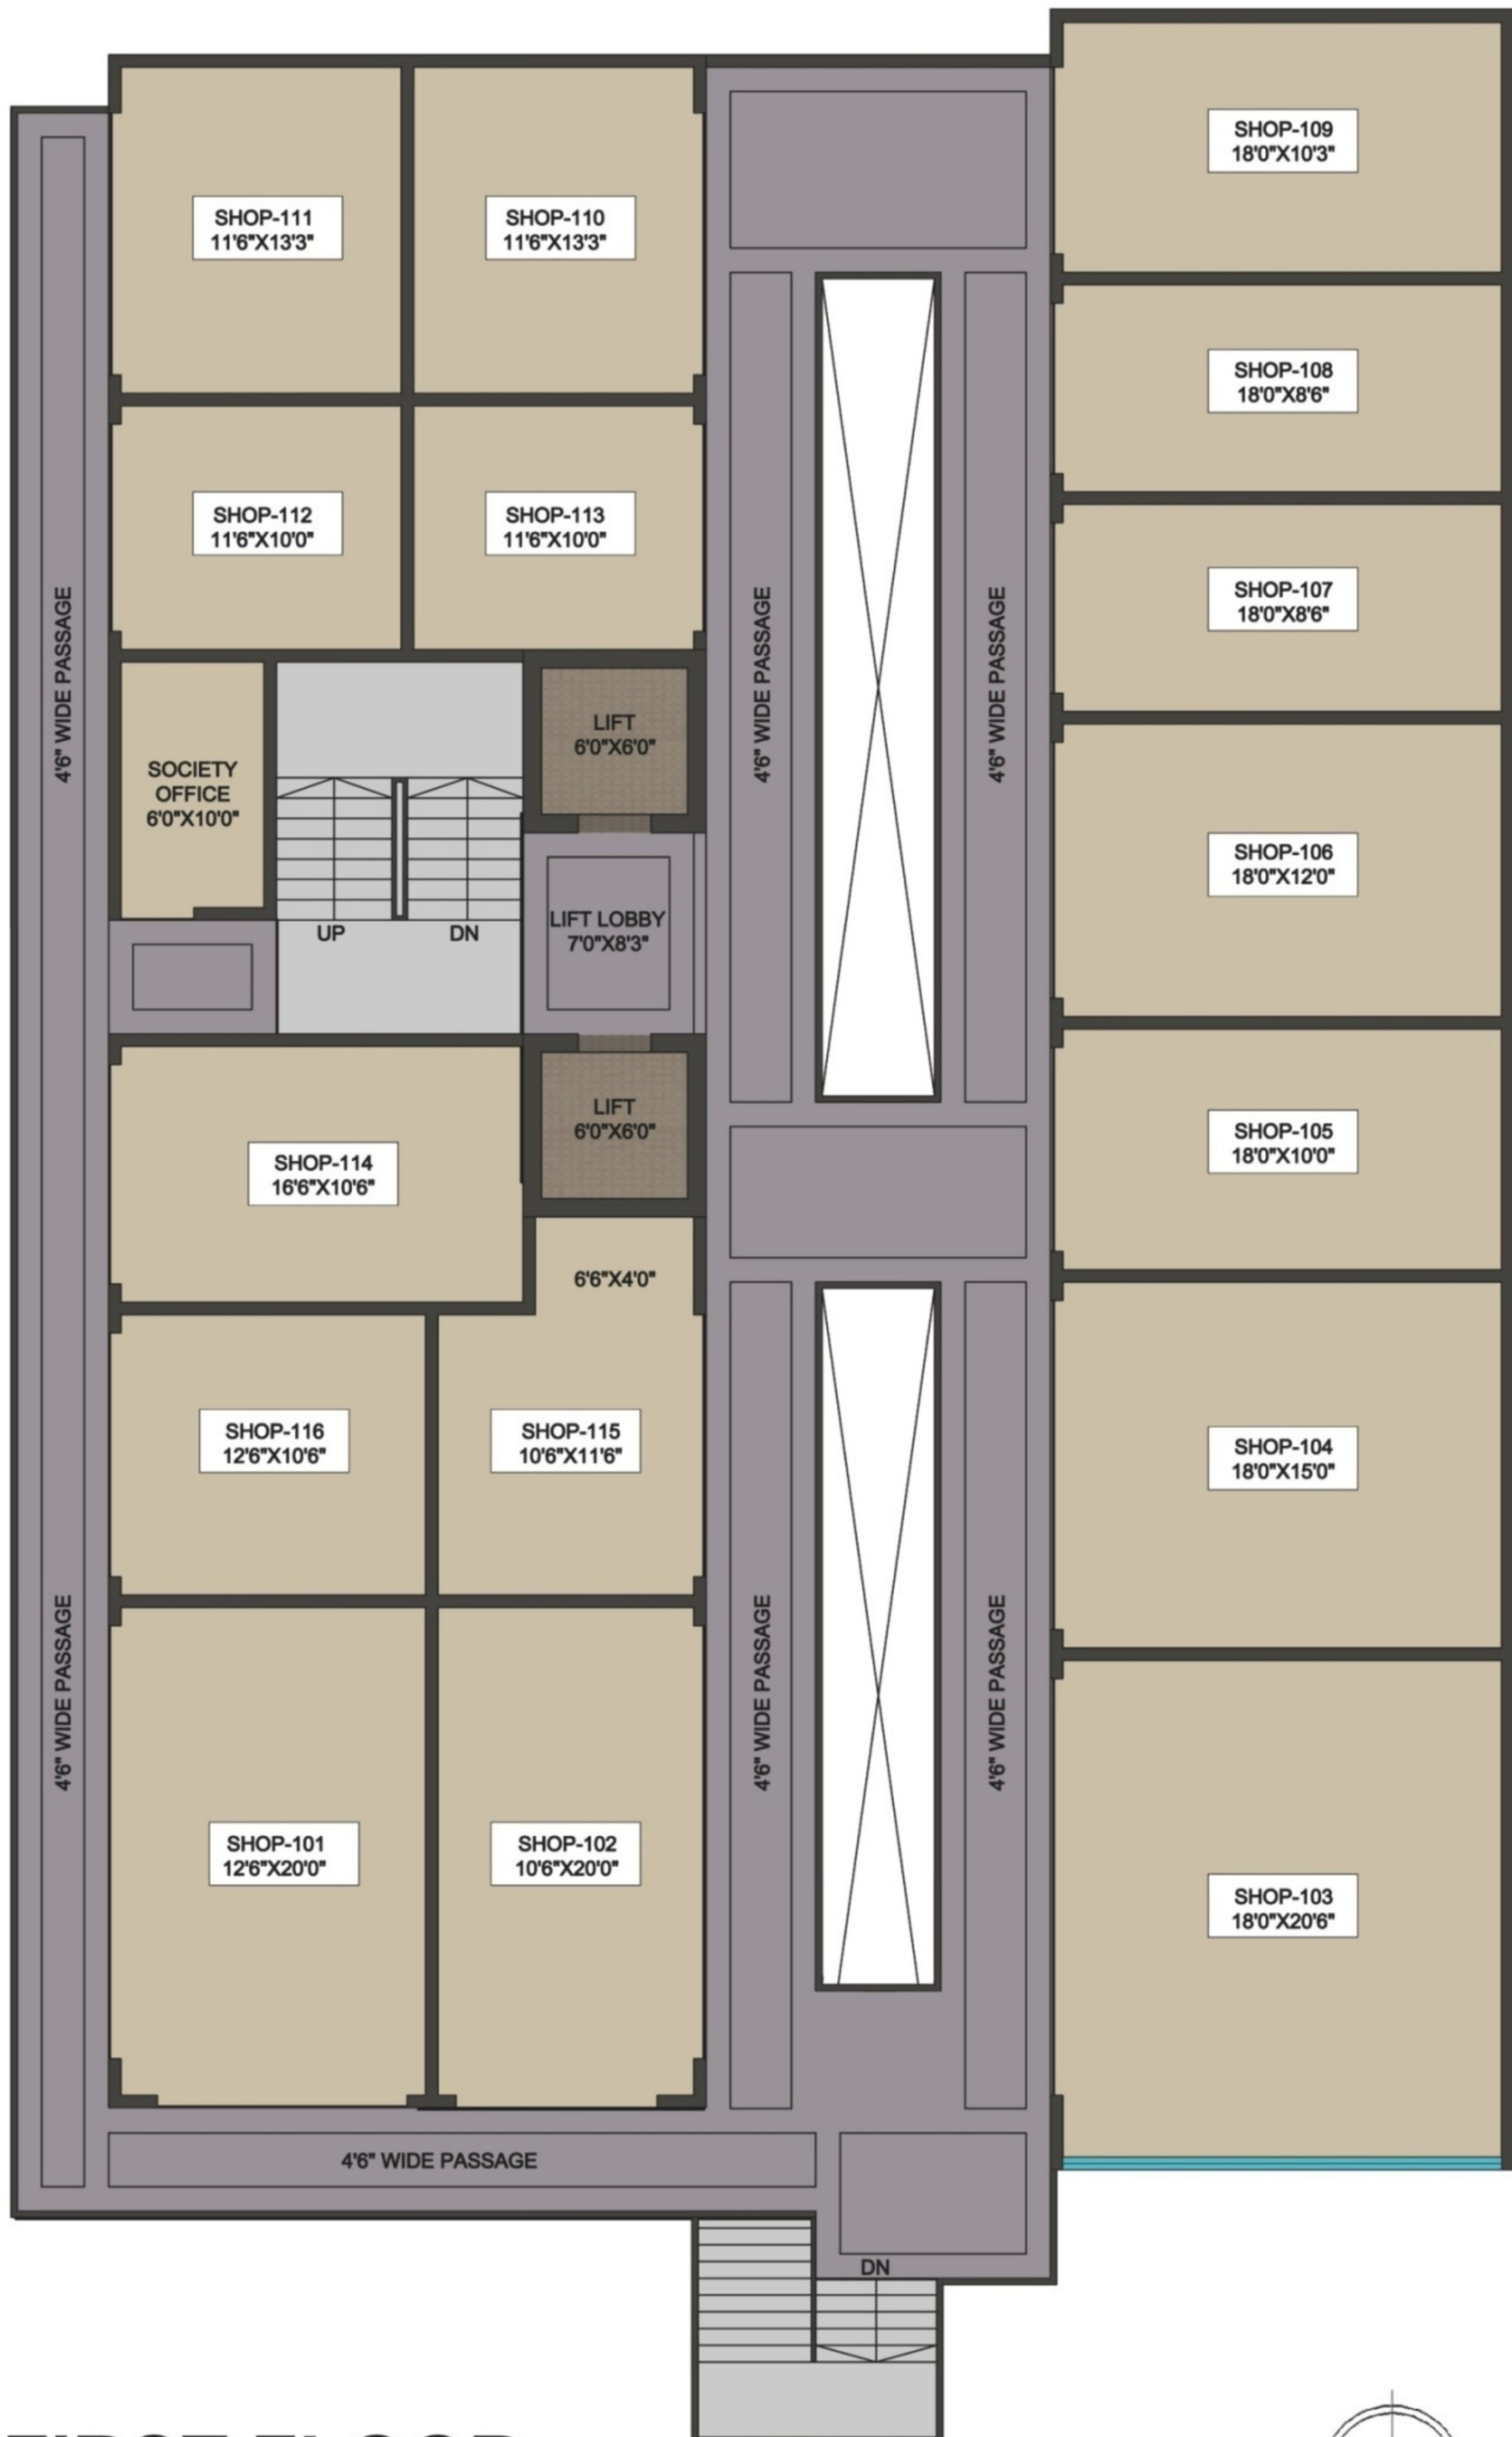 SHOP-109
18'0"X10'3"
SHOP-111
11'6"X13'3"
SHOP-110
11'6"X13'3"
SHOP-108
18'0"X8'6"
SHOP-112
11'6"X10'0"
SHOP-113
11'6"X10'0"
SHOP-107
18'0"X8'6"
4'6" WIDE PASSAGE
4'6" WIDE PASSAGE
4'6" WIDE PASSAGE
LIFT
6'0"X6'0"
SOCIETY
OFFICE
6'0"X10'0"
SHOP-106
18'0"X12'0"
LIFT LOBBY
7'0"X8'3"
UP
DN
LIFT
6'0"X6'0"
SHOP-105
18'0"X10'0"
SHOP-114
16'6"X10'6"
6'6"X4'0"
SHOP-116
12'6"X10'6"
SHOP-115
10'6"X11'6"
SHOP-104
18'0"X15'0"
4'6" WIDE PASSAGE
4'6" WIDE PASSAGE
4'6" WIDE PASSAGE
SHOP-101
12'6"X20'0"
SHOP-102
10'6"X20'0"
SHOP-103
18'0"X20'6"
4'6" WIDE PASSAGE
DN
FIRST FLOOR